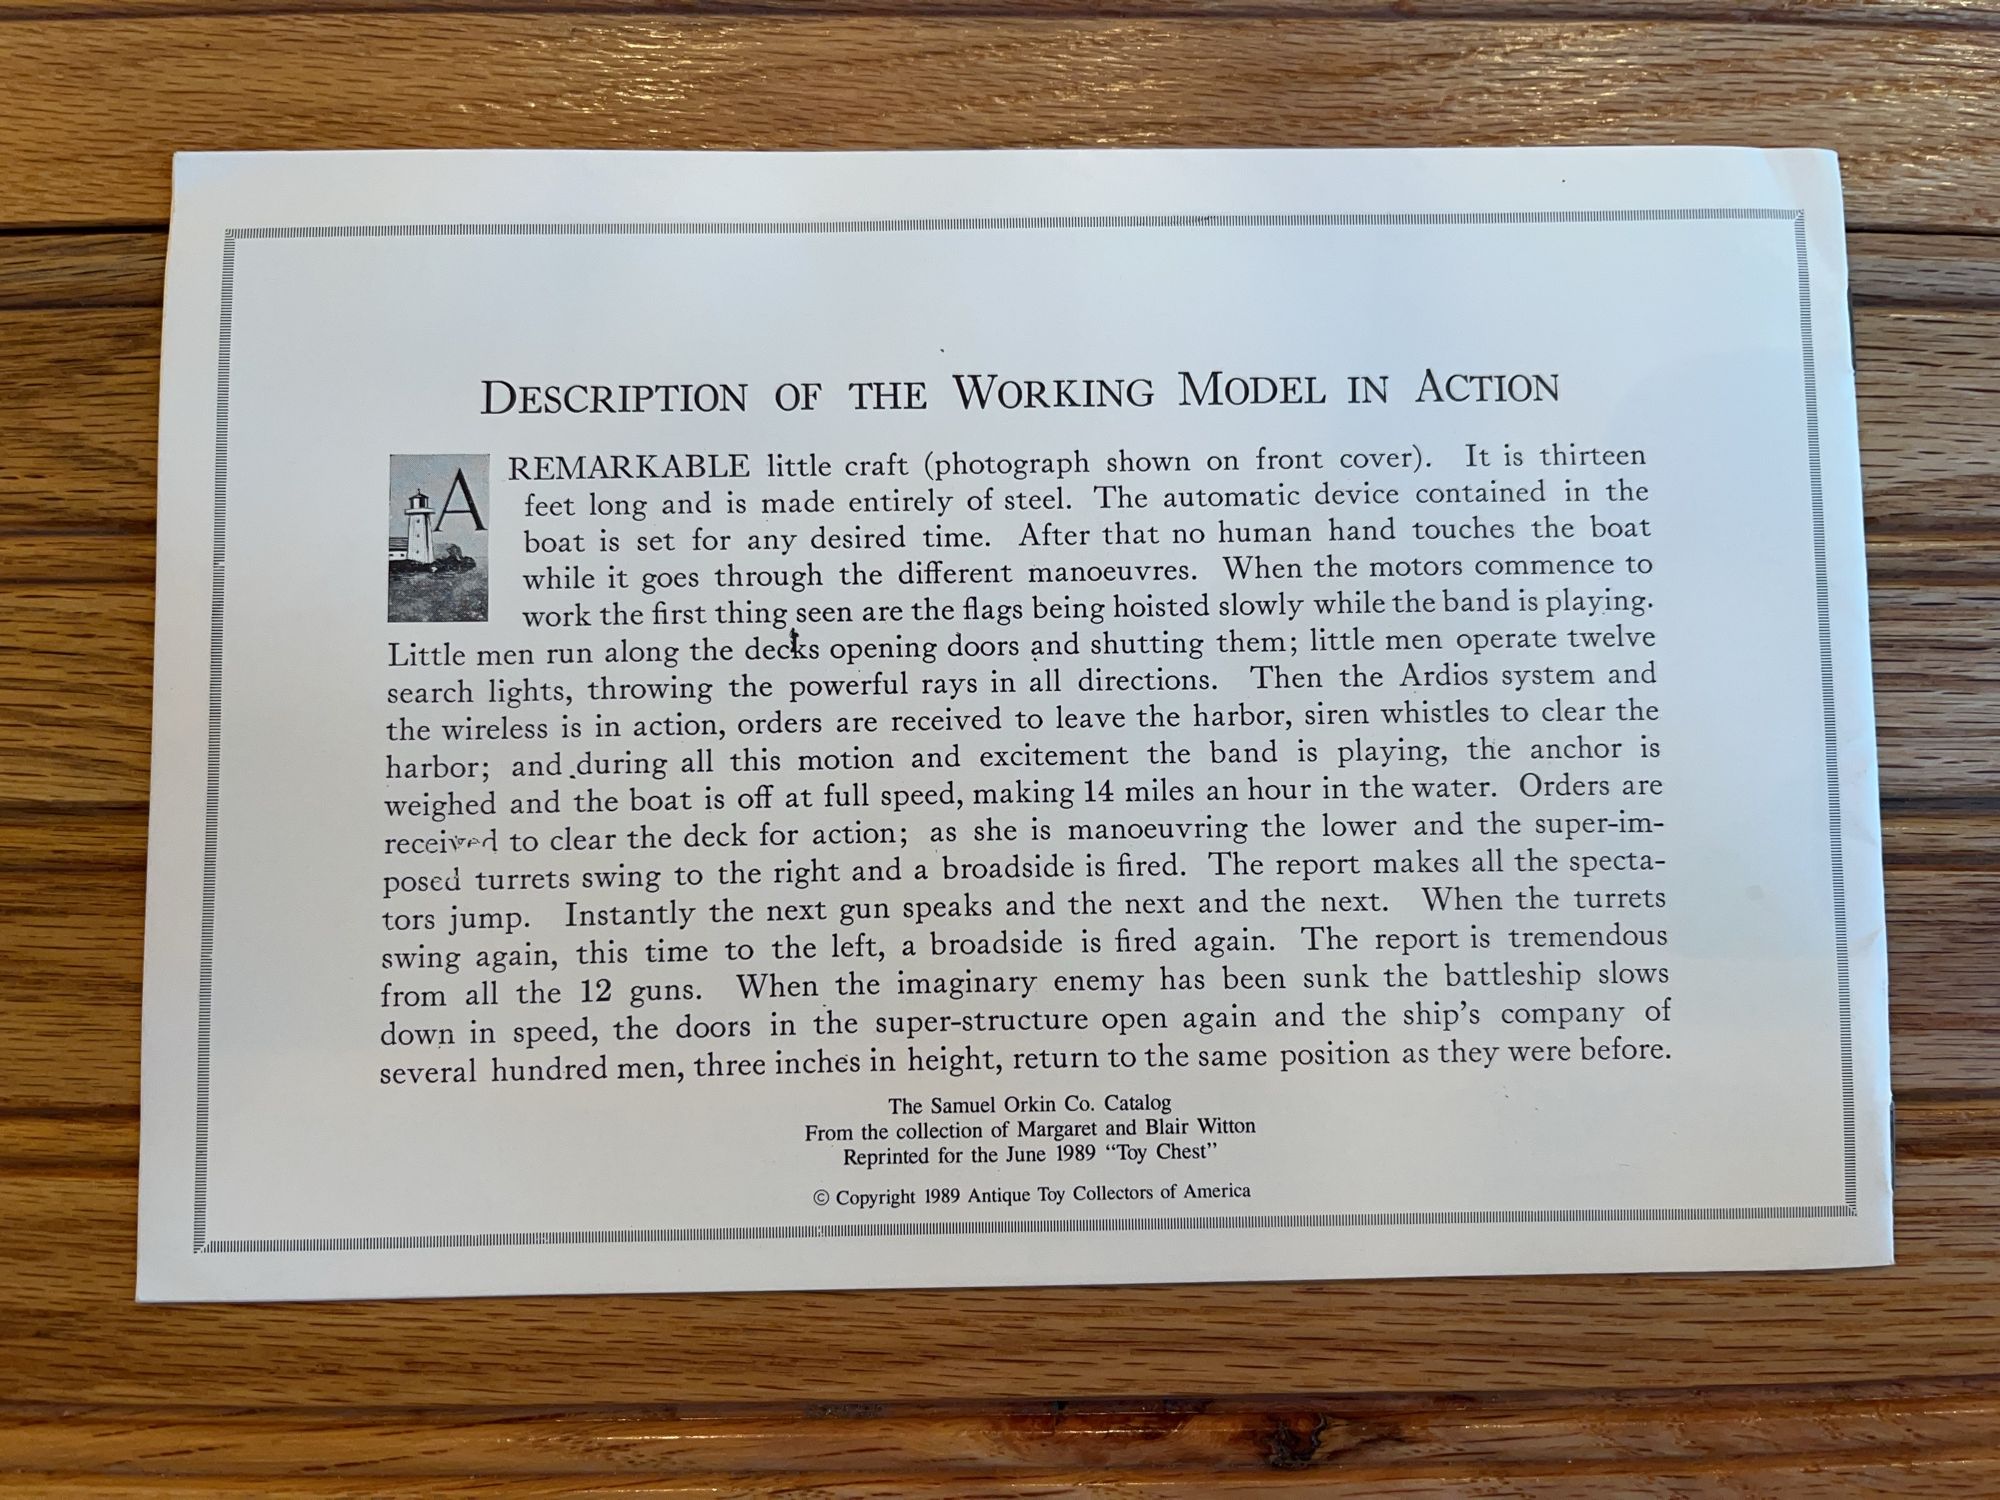 DESCRIPTION OF THE WORKING MODEL IN ACTION
A REMARKABLE little craft (photograph shown on front cover). It is thirteen
feet long and is made entirely of steel. The automatic device contained in the
boat is set for any desired time. After that no human hand touches the boat
while it goes through the different manoeuvres. When the motors commence to
work the first thing seen are the flags being hoisted slowly while the band is playing.
Little men run along the decks opening doors and shutting them; little men operate twelve
search lights, throwing the powerful rays in all directions. Then the Ardios system and
the wireless is in action, orders are received to leave the harbor, siren whistles to clear the
harbor; and during all this motion and excitement the band is playing, the anchor is
weighed and the boat is off at full speed, making 14 miles an hour in the water. Orders are
received to clear the deck for action; as she is manoeuvring the lower and the super-im-
posed turrets swing to the right and a broadside is fired. The report makes all the specta-
tors jump. Instantly the next gun speaks and the next and the next. When the turrets
swing again, this time to the left, a broadside is fired again. The report is tremendous
from all the 12 guns. When the imaginary enemy has been sunk the battleship slows
down in speed, the doors in the super-structure open again and the ship's company of
several hundred men, three inches in height, return to the same position as they were before.
The Samuel Orkin Co. Catalog
From the collection of Margaret and Blair Witton
Reprinted for the June 1989 "Toy Chest"
© Copyright 1989 Antique Toy Collectors of America